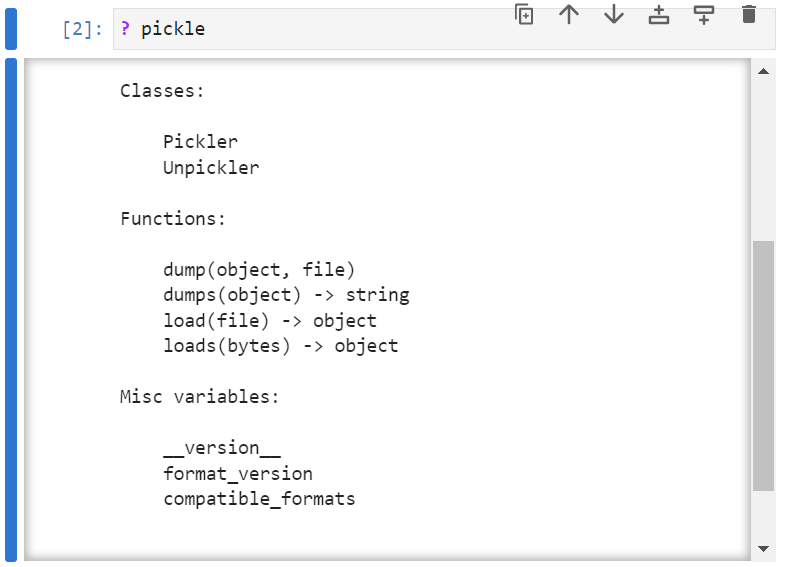 [2]: ? pickle
Classes:
Pickler
Unpickler
Functions:
dump(object, file)
dumps(object) -> string
load(file) -> object
loads(bytes) -> object
Misc variables:
__version__
format_version
compatible_formats